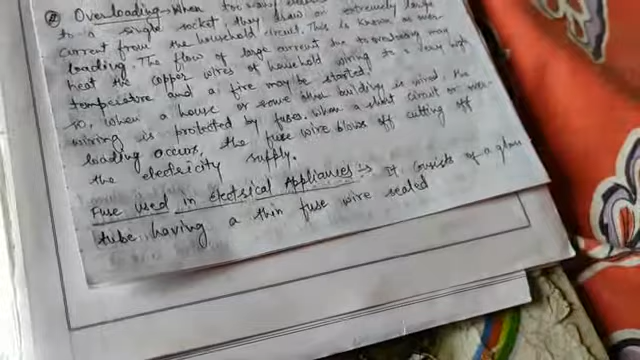 Overloading → When too many
to a single socket they draw an extremely large
current from the household circuit. This is known as over-
loading. The flow of large current due to overloading may
heat the copper wires of household wiring to a very high
temperature and a fire may be started.
so, when a house or some other building is wired, the
wiring is protected by fuses. when a short circuit or over-
loading occurs, the fuse wire blows off cutting off
the electricity supply.
Fuse used in electrical Appliances → It consists of a glass
tube having a thin fuse wire sealed